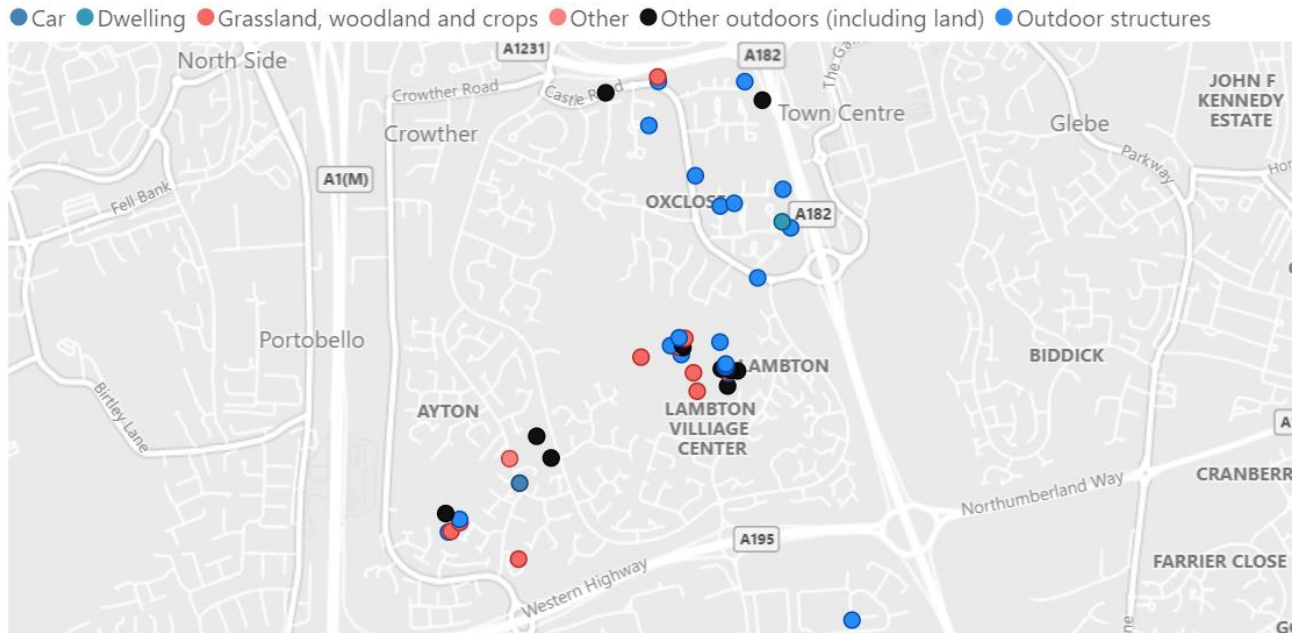 Car Dwelling Grassland, woodland and crops Other Other outdoors (including land) Outdoor structures
North Side
A1231
A182
The
JOHN F
KENNEDY
ESTATE
Crowther Road
Castle Road
Town Centre
Glebe
Crowther
Parkway
A1(M)
Fell Bank
OXCLOSE
A182
Portobello
LAMBTON
BIDDICK
Birtley Lane
AYTON
LAMBTON
VILLIAGE
CENTER
CRANBERR
Northumberland Way
A195
FARRIER CLOSE
Western Highway